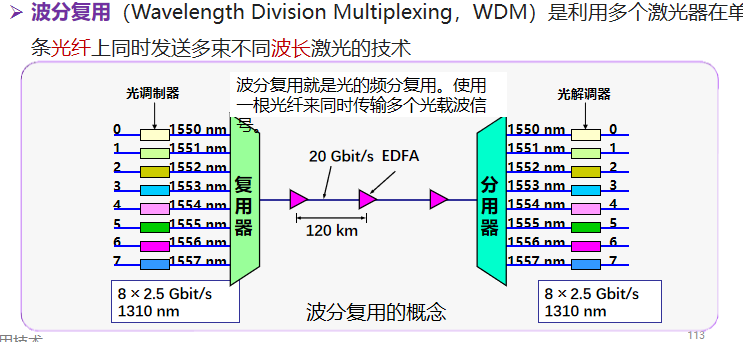 ➢ 波分复用（Wavelength Division Multiplexing，WDM）是利用多个激光器在单
条光纤上同时发送多束不同波长激光的技术
光调制器
波分复用就是光的频分复用。使用
一根光纤来同时传输多个光载波信
号。
光解调器
0 1550 nm
1 1551 nm
2 1552 nm
3 1553 nm
4 1554 nm
5 1555 nm
6 1556 nm
7 1557 nm
复用器
20 Gbit/s EDFA
120 km
分用器
1550 nm 0
1551 nm 1
1552 nm 2
1553 nm 3
1554 nm 4
1555 nm 5
1556 nm 6
1557 nm 7
8 × 2.5 Gbit/s
1310 nm
波分复用的概念
8 × 2.5 Gbit/s
1310 nm
用技术
113